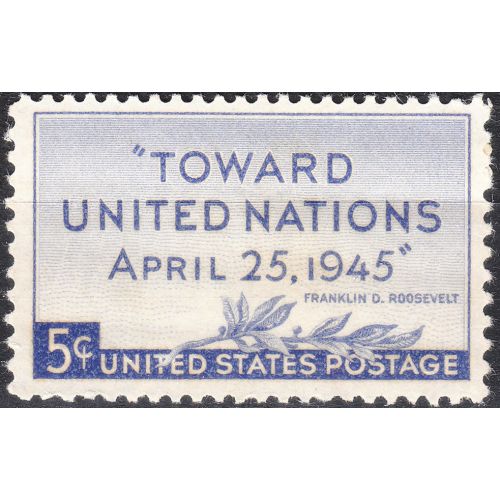 "TOWARD
UNITED NATIONS
APRIL 25, 1945"
FRANKLIN D. ROOSEVELT
5¢ UNITED STATES POSTAGE